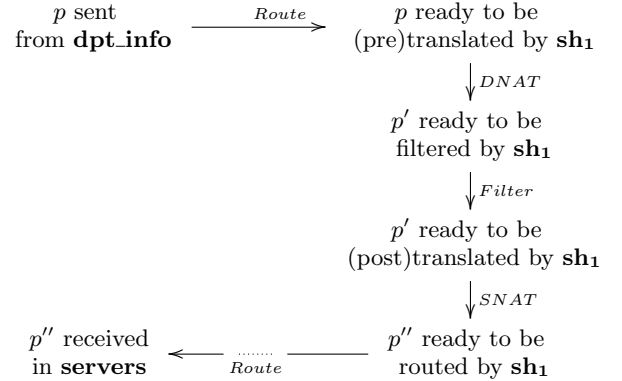 p sent
from dpt_info
Route
p ready to be
(pre)translated by sh₁
DNAT
p′ ready to be
filtered by sh₁
Filter
p′ ready to be
(post)translated by sh₁
SNAT
p″ ready to be
routed by sh₁
Route
p″ received
in servers